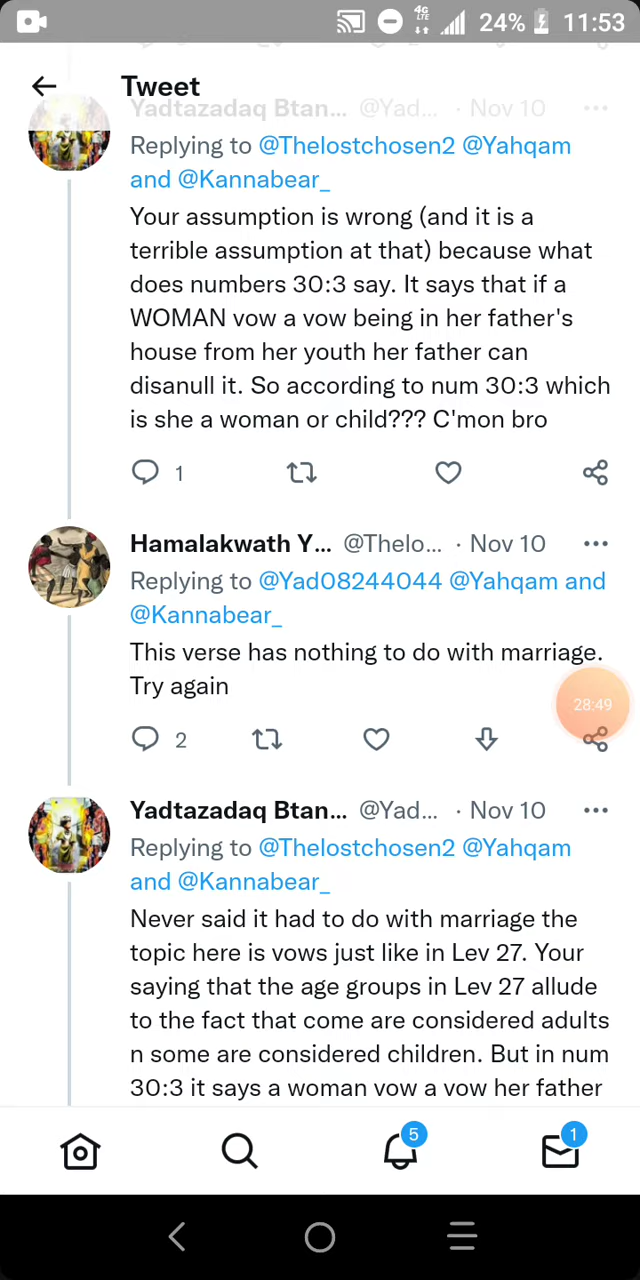 4G
LTE
24%
11:53
Tweet
Yadtazadaq Btan... @Yad... · Nov 10
Replying to @Thelostchosen2 @Yahqam
and @Kannabear_
Your assumption is wrong (and it is a
terrible assumption at that) because what
does numbers 30:3 say. It says that if a
WOMAN vow a vow being in her father's
house from her youth her father can
disanull it. So according to num 30:3 which
is she a woman or child??? C'mon bro
1
Hamalakwath Y... @Thelo... · Nov 10
Replying to @Yad08244044 @Yahqam and
@Kannabear_
This verse has nothing to do with marriage.
Try again
28:49
2
Yadtazadaq Btan... @Yad... · Nov 10
Replying to @Thelostchosen2 @Yahqam
and @Kannabear_
Never said it had to do with marriage the
topic here is vows just like in Lev 27. Your
saying that the age groups in Lev 27 allude
to the fact that come are considered adults
n some are considered children. But in num
30:3 it says a woman vow a vow her father
5
1